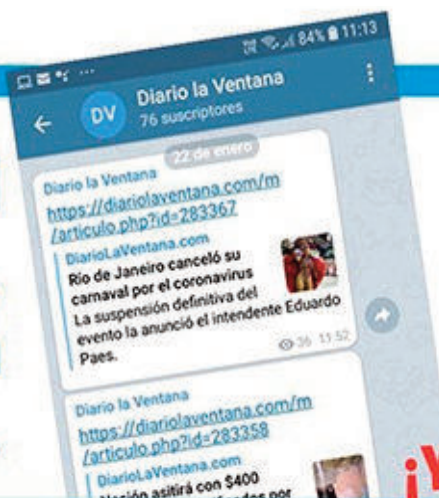 84% 11:13
DV
Diario la Ventana
76 suscriptores
22 de enero
Diario la Ventana
https://diariolaventana.com/m
/articulo.php?id=283367
DiarioLaVentana.com
Rio de Janeiro canceló su
carnaval por el coronavirus
La suspensión definitiva del
evento la anunció el intendente Eduardo
Paes.
36 11:52
Diario la Ventana
https://diariolaventana.com/m
/articulo.php?id=283358
DiarioLaVentana.com
asitirá con $400
por
¡Y